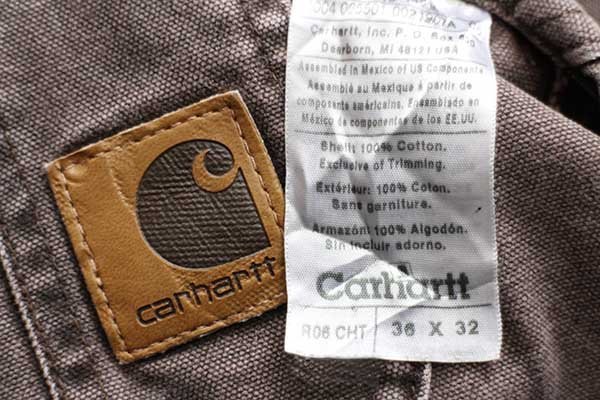 carhartt
Carhartt, Inc. P. O. Box
Dearborn, MI 48121 USA
Assembled in Mexico of US Components
Assemblé au Mexique à partir de
composants américains. Ensamblado en
México de componentes de los EE.UU.
Shell: 100% Cotton.
Exclusive of Trimming.
Extérieur: 100% Coton.
Sans garniture.
Armazón: 100% Algodón.
Sin incluir adorno.
Carhartt
R06 CHT 36 X 32